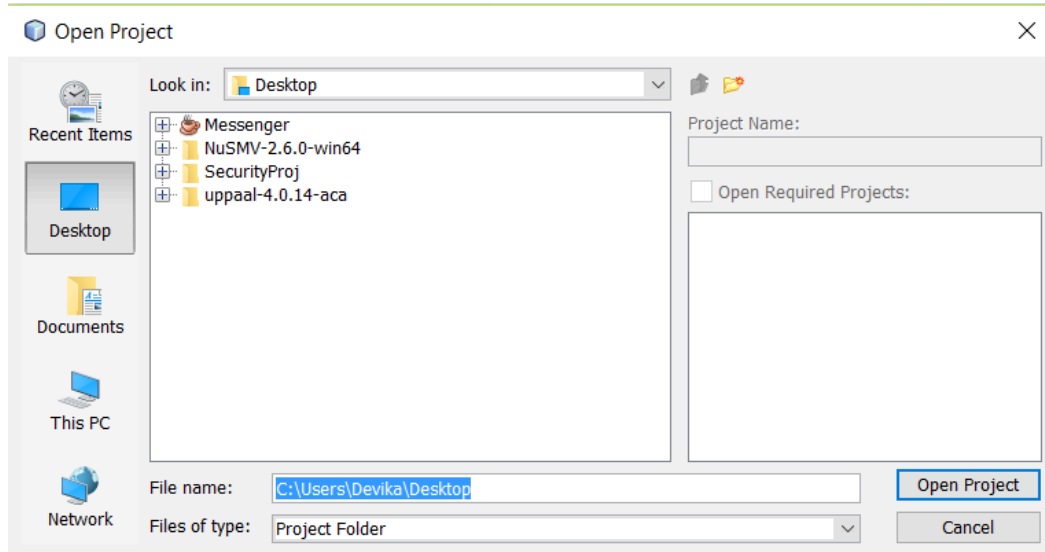 Open Project
Look in:
Desktop
Recent Items
Desktop
Documents
This PC
Network
Messenger
NuSMV-2.6.0-win64
SecurityProj
uppaal-4.0.14-aca
Project Name:
Open Required Projects:
File name:
C:\Users\Devika\Desktop
Open Project
Files of type:
Project Folder
Cancel